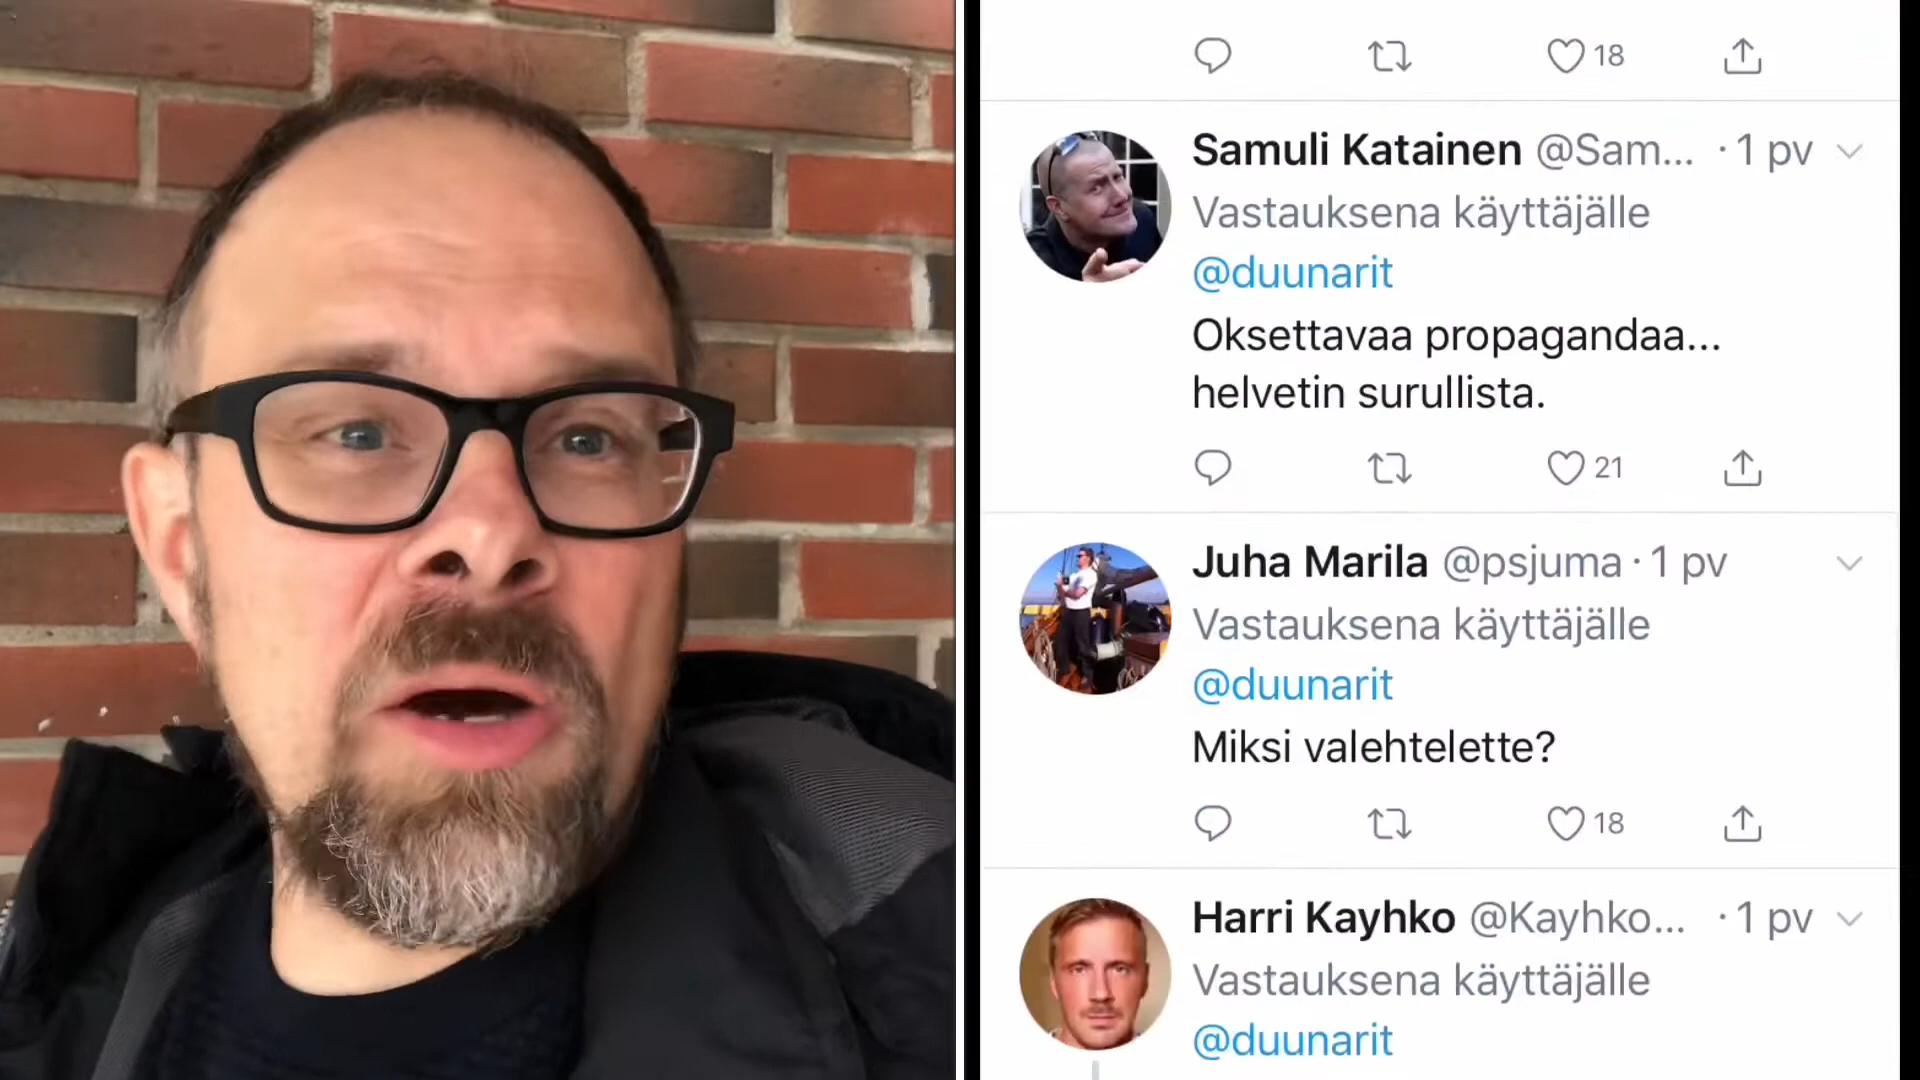 18
Samuli Katainen @Sam... · 1 pv
Vastauksena käyttäjälle
@duunarit
Oksettavaa propagandaa...
helvetin surullista.
21
Juha Marila @psjuma · 1 pv
Vastauksena käyttäjälle
@duunarit
Miksi valehtelette?
18
Harri Kayhko @Kayhko... · 1 pv
Vastauksena käyttäjälle
@duunarit